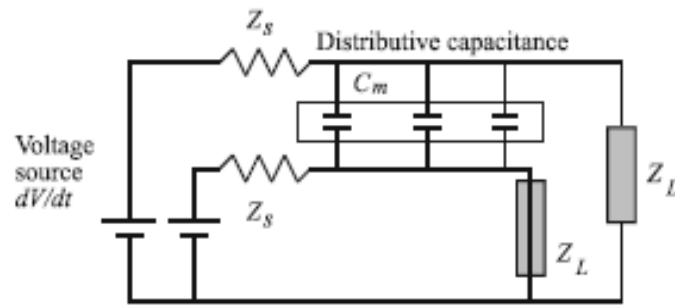 Z_s
Distributive capacitance
C_m
Voltage
source
dV/dt
Z_s
Z_L
Z_L